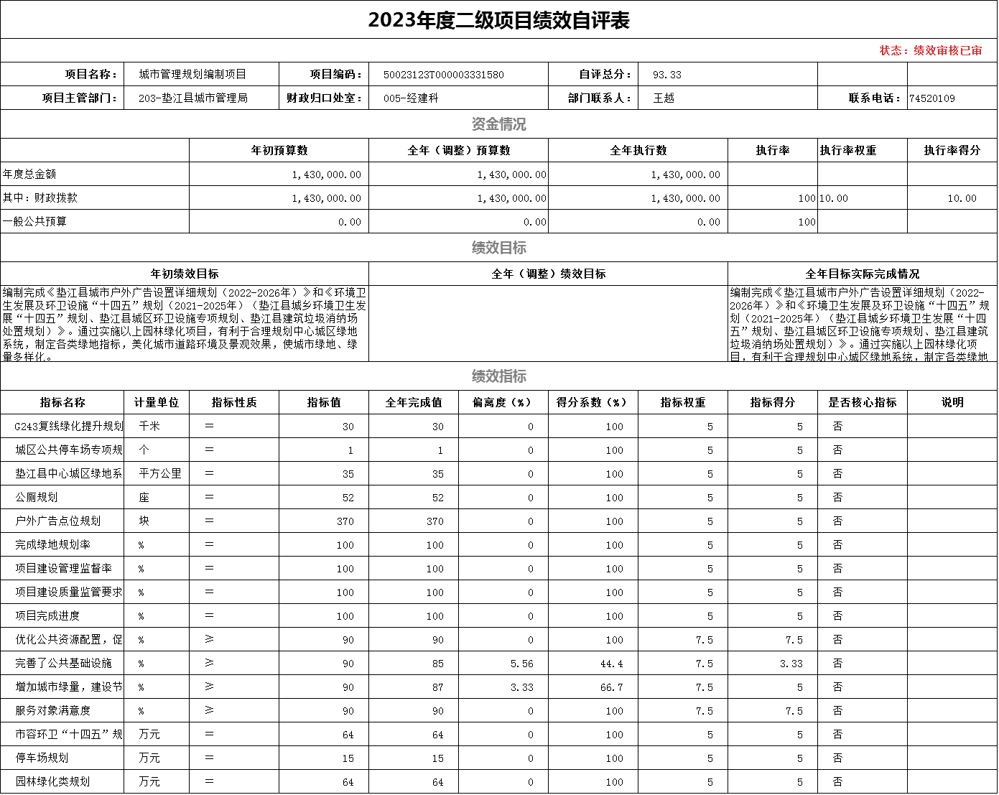 2023年度二级项目绩效自评表
状态：绩效审核已审
项目名称： 城市管理规划编制项目 项目编码： 50023123T000003331580 自评总分： 93.33
项目主管部门： 203-垫江县城市管理局 财政归口处室： 005-经建科 部门联系人： 王越 联系电话： 74520109
资金情况
年初预算数 全年（调整）预算数 全年执行数 执行率 执行率权重 执行率得分
年度总金额 1,430,000.00 1,430,000.00 1,430,000.00
其中：财政拨款 1,430,000.00 1,430,000.00 1,430,000.00 100 10.00 10.00
一般公共预算 0.00 0.00 0.00 100
绩效目标
年初绩效目标 全年（调整）绩效目标 全年目标实际完成情况
编制完成《垫江县城市户外广告设置详细规划（2022-2026年）》和《环境卫
生发展及环卫设施“十四五”规划（2021-2025年）（垫江县城乡环境卫生发
展“十四五”规划、垫江县城区环卫设施专项规划、垫江县建筑垃圾消纳场
处置规划）》。通过实施以上园林绿化项目，有利于合理规划中心城区绿地
系统，制定各类绿地指标，美化城市道路环境及景观效果，使城市绿地、绿
量多样化。
编制完成《垫江县城市户外广告设置详细规划（2022-
2026年）》和《环境卫生发展及环卫设施“十四五”规
划（2021-2025年）（垫江县城乡环境卫生发展“十四
五”规划、垫江县城区环卫设施专项规划、垫江县建筑
垃圾消纳场处置规划）》。通过实施以上园林绿化项
目，有利于合理规划中心城区绿地系统，制定各类绿地
绩效指标
指标名称 计量单位 指标性质 指标值 全年完成值 偏离度（%） 得分系数（%） 指标权重 指标得分 是否核心指标 说明
G243复线绿化提升规划 千米 ＝ 30 30 0 100 5 5 否
城区公共停车场专项规 个 ＝ 1 1 0 100 5 5 否
垫江县中心城区绿地系 平方公里 ＝ 35 35 0 100 5 5 否
公厕规划 座 ＝ 52 52 0 100 5 5 否
户外广告点位规划 块 ＝ 370 370 0 100 5 5 否
完成绿地规划率 % ＝ 100 100 0 100 5 5 否
项目建设管理监督率 % ＝ 100 100 0 100 5 5 否
项目建设质量监管要求 % ＝ 100 100 0 100 5 5 否
项目完成进度 % ＝ 100 100 0 100 5 5 否
优化公共资源配置，促 % ≥ 90 90 0 100 7.5 7.5 否
完善了公共基础设施 % ≥ 90 85 5.56 44.4 7.5 3.33 否
增加城市绿量，建设节 % ≥ 90 87 3.33 66.7 7.5 5 否
服务对象满意度 % ≥ 90 90 0 100 7.5 7.5 否
市容环卫“十四五”规 万元 ＝ 64 64 0 100 5 5 否
停车场规划 万元 ＝ 15 15 0 100 5 5 否
园林绿化类规划 万元 ＝ 64 64 0 100 5 5 否